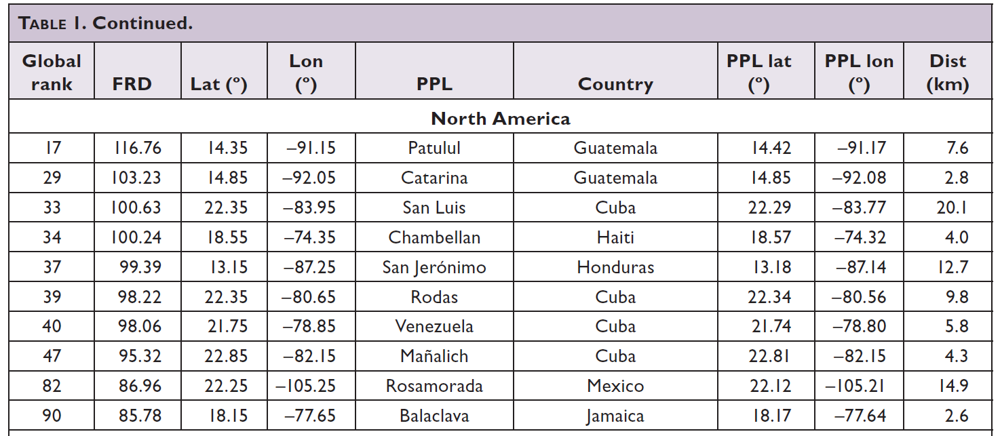 TABLE 1. Continued.
Global rank FRD Lat (°) Lon (°) PPL Country PPL lat (°) PPL lon (°) Dist (km)
North America
17 116.76 14.35 –91.15 Patulul Guatemala 14.42 –91.17 7.6
29 103.23 14.85 –92.05 Catarina Guatemala 14.85 –92.08 2.8
33 100.63 22.35 –83.95 San Luis Cuba 22.29 –83.77 20.1
34 100.24 18.55 –74.35 Chambellan Haiti 18.57 –74.32 4.0
37 99.39 13.15 –87.25 San Jerónimo Honduras 13.18 –87.14 12.7
39 98.22 22.35 –80.65 Rodas Cuba 22.34 –80.56 9.8
40 98.06 21.75 –78.85 Venezuela Cuba 21.74 –78.80 5.8
47 95.32 22.85 –82.15 Mañalich Cuba 22.81 –82.15 4.3
82 86.96 22.25 –105.25 Rosamorada Mexico 22.12 –105.21 14.9
90 85.78 18.15 –77.65 Balaclava Jamaica 18.17 –77.64 2.6